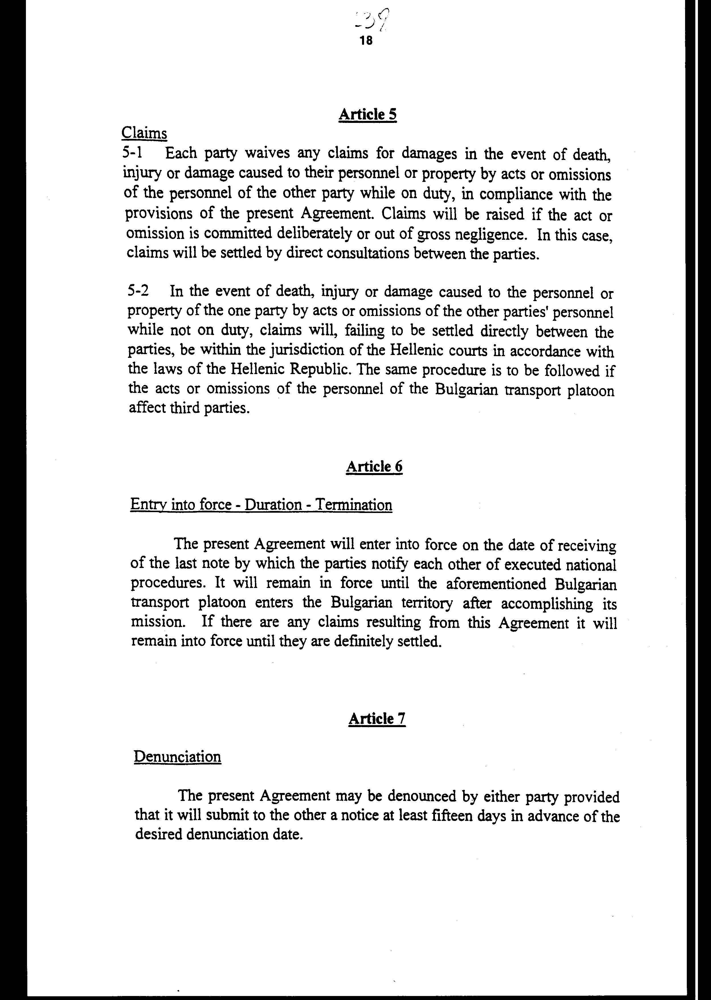 39
18
Article 5
Claims
5-1 Each party waives any claims for damages in the event of death,
injury or damage caused to their personnel or property by acts or omissions
of the personnel of the other party while on duty, in compliance with the
provisions of the present Agreement. Claims will be raised if the act or
omission is committed deliberately or out of gross negligence. In this case,
claims will be settled by direct consultations between the parties.
5-2 In the event of death, injury or damage caused to the personnel or
property of the one party by acts or omissions of the other parties' personnel
while not on duty, claims will, failing to be settled directly between the
parties, be within the jurisdiction of the Hellenic courts in accordance with
the laws of the Hellenic Republic. The same procedure is to be followed if
the acts or omissions of the personnel of the Bulgarian transport platoon
affect third parties.
Article 6
Entry into force - Duration - Termination
The present Agreement will enter into force on the date of receiving
of the last note by which the parties notify each other of executed national
procedures. It will remain in force until the aforementioned Bulgarian
transport platoon enters the Bulgarian territory after accomplishing its
mission. If there are any claims resulting from this Agreement it will
remain into force until they are definitely settled.
Article 7
Denunciation
The present Agreement may be denounced by either party provided
that it will submit to the other a notice at least fifteen days in advance of the
desired denunciation date.